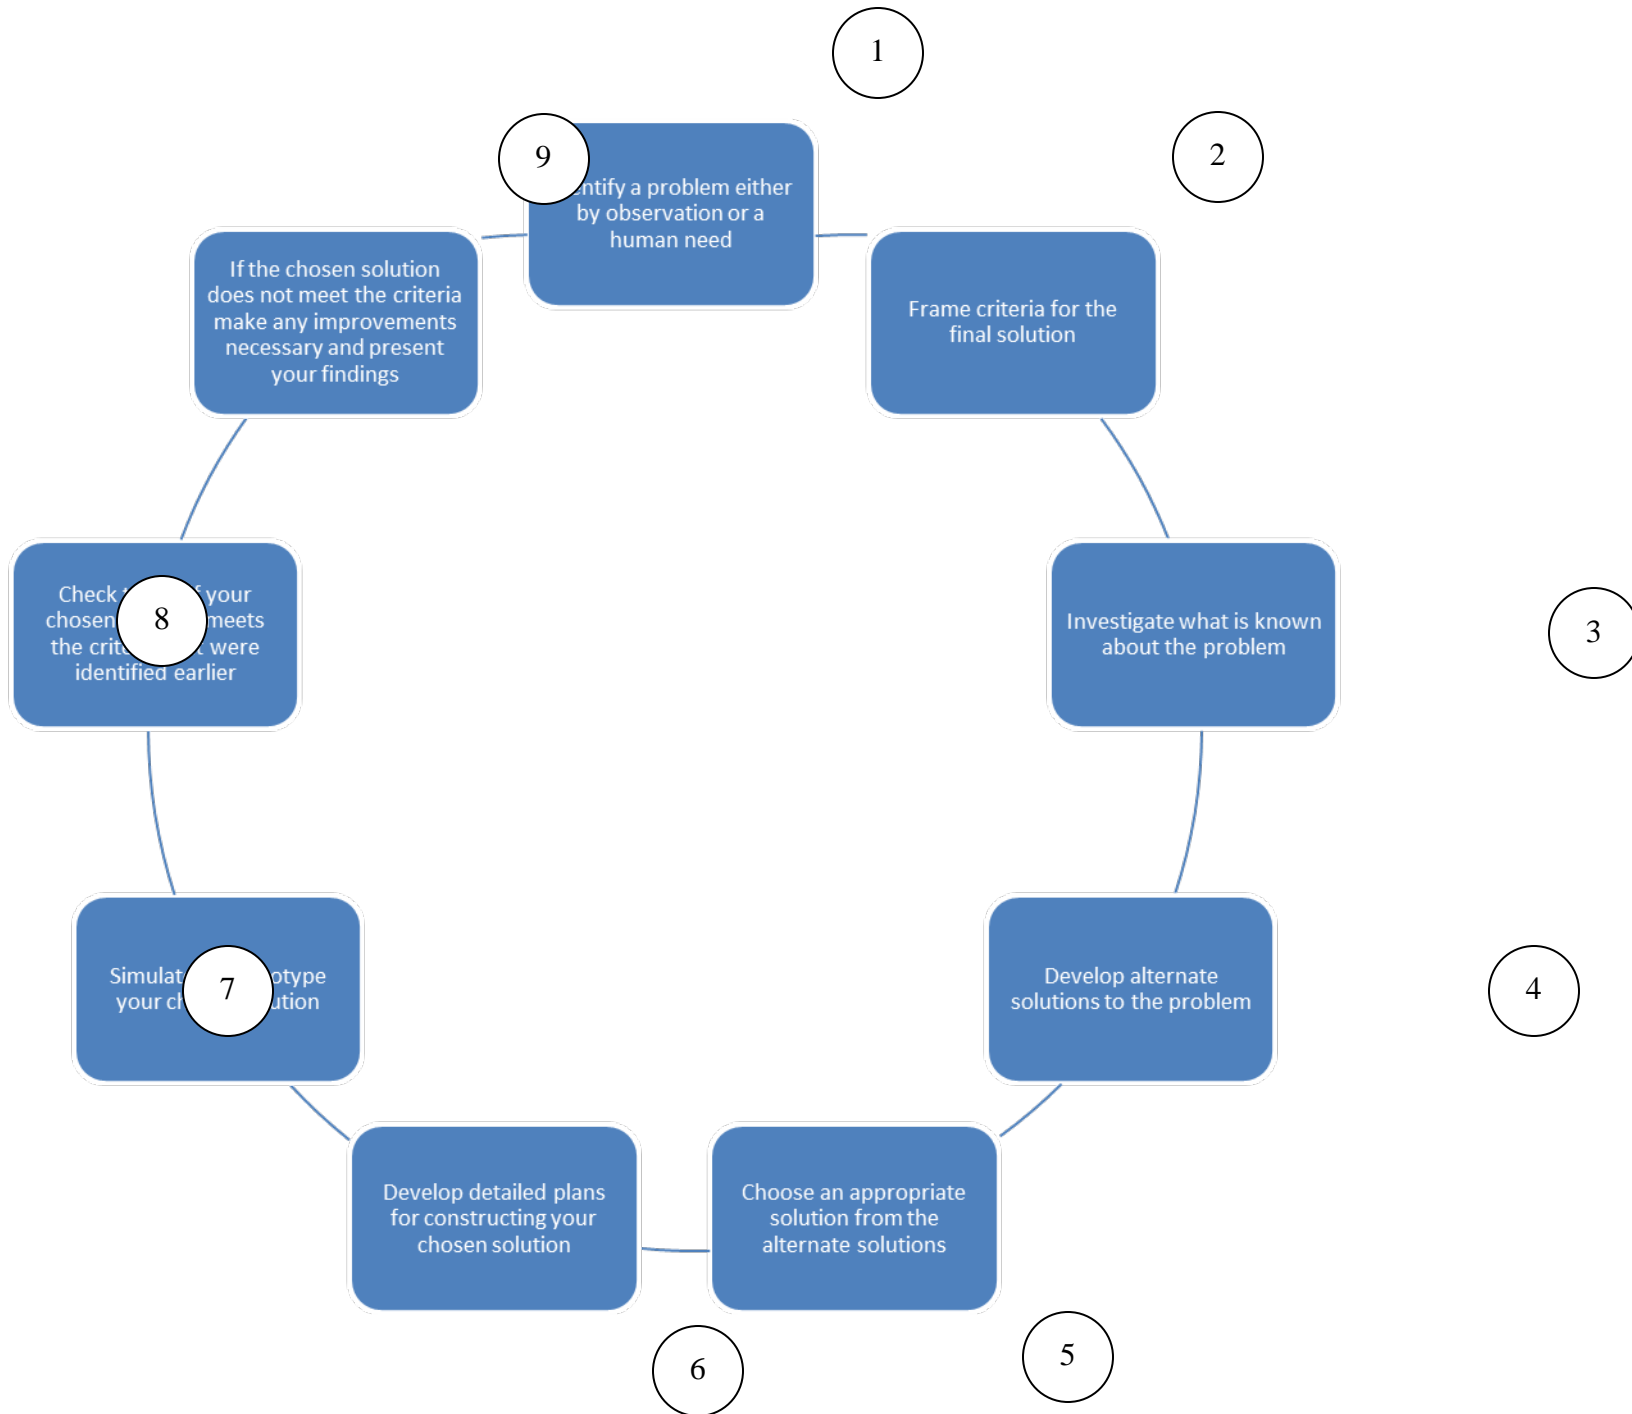 1
2
9
entify a problem either
by observation or a
human need
Frame criteria for the
final solution
Investigate what is known
about the problem
3
Develop alternate
solutions to the problem
4
Choose an appropriate
solution from the
alternate solutions
5
Develop detailed plans
for constructing your
chosen solution
6
Simulat otype
your ch ution
7
Check your
chosen meets
the crite were
identified earlier
8
If the chosen solution
does not meet the criteria
make any improvements
necessary and present
your findings